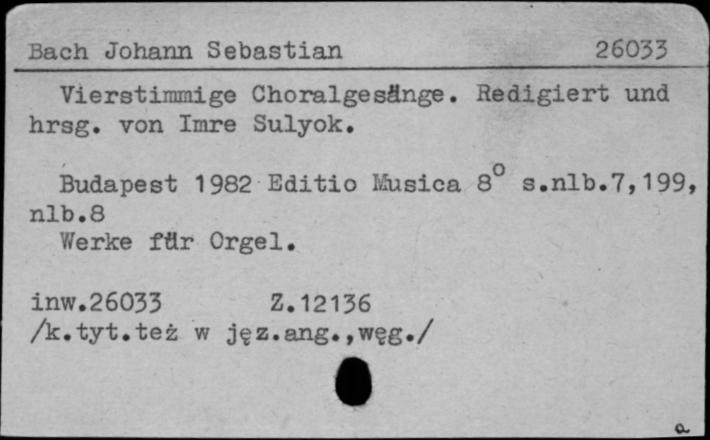 Bach Johann Sebastian 26033
Vierstimmige Choralgesänge. Redigiert und
hrsg. von Imre Sulyok.
Budapest 1982 Editio Musica 8° s.nlb.7,199,
nlb.8
Werke für Orgel.
inw.26033 Z.12136
/k.tyt.też w jęz.ang.,węg./
a